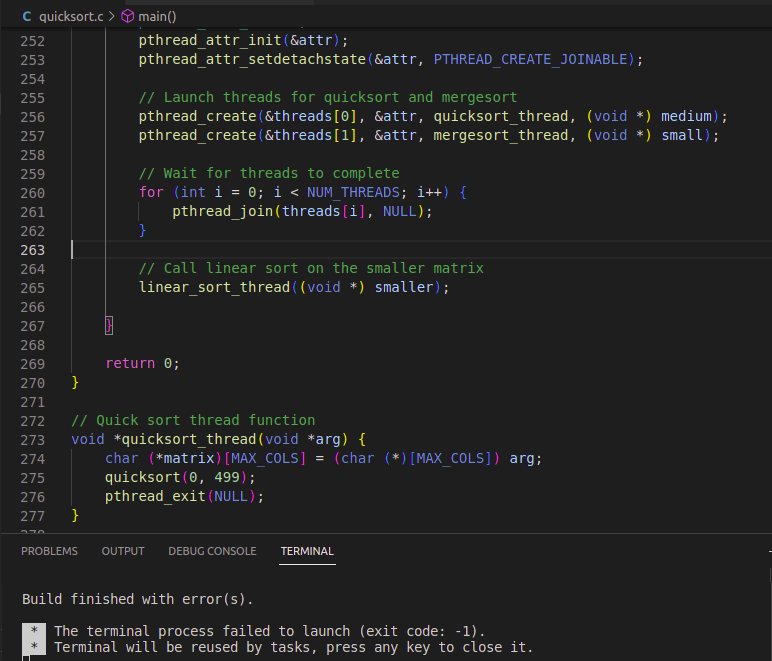 C quicksort.c > main()
252 pthread_attr_init(&attr);
253 pthread_attr_setdetachstate(&attr, PTHREAD_CREATE_JOINABLE);
254
255 // Launch threads for quicksort and mergesort
256 pthread_create(&threads[0], &attr, quicksort_thread, (void *) medium);
257 pthread_create(&threads[1], &attr, mergesort_thread, (void *) small);
258
259 // Wait for threads to complete
260 for (int i = 0; i < NUM_THREADS; i++) {
261 pthread_join(threads[i], NULL);
262 }
263
264 // Call linear sort on the smaller matrix
265 linear_sort_thread((void *) smaller);
266
267 }
268
269 return 0;
270 }
271
272 // Quick sort thread function
273 void *quicksort_thread(void *arg) {
274 char (*matrix)[MAX_COLS] = (char (*)[MAX_COLS]) arg;
275 quicksort(0, 499);
276 pthread_exit(NULL);
277 }
PROBLEMS OUTPUT DEBUG CONSOLE TERMINAL
Build finished with error(s).
* The terminal process failed to launch (exit code: -1).
* Terminal will be reused by tasks, press any key to close it.